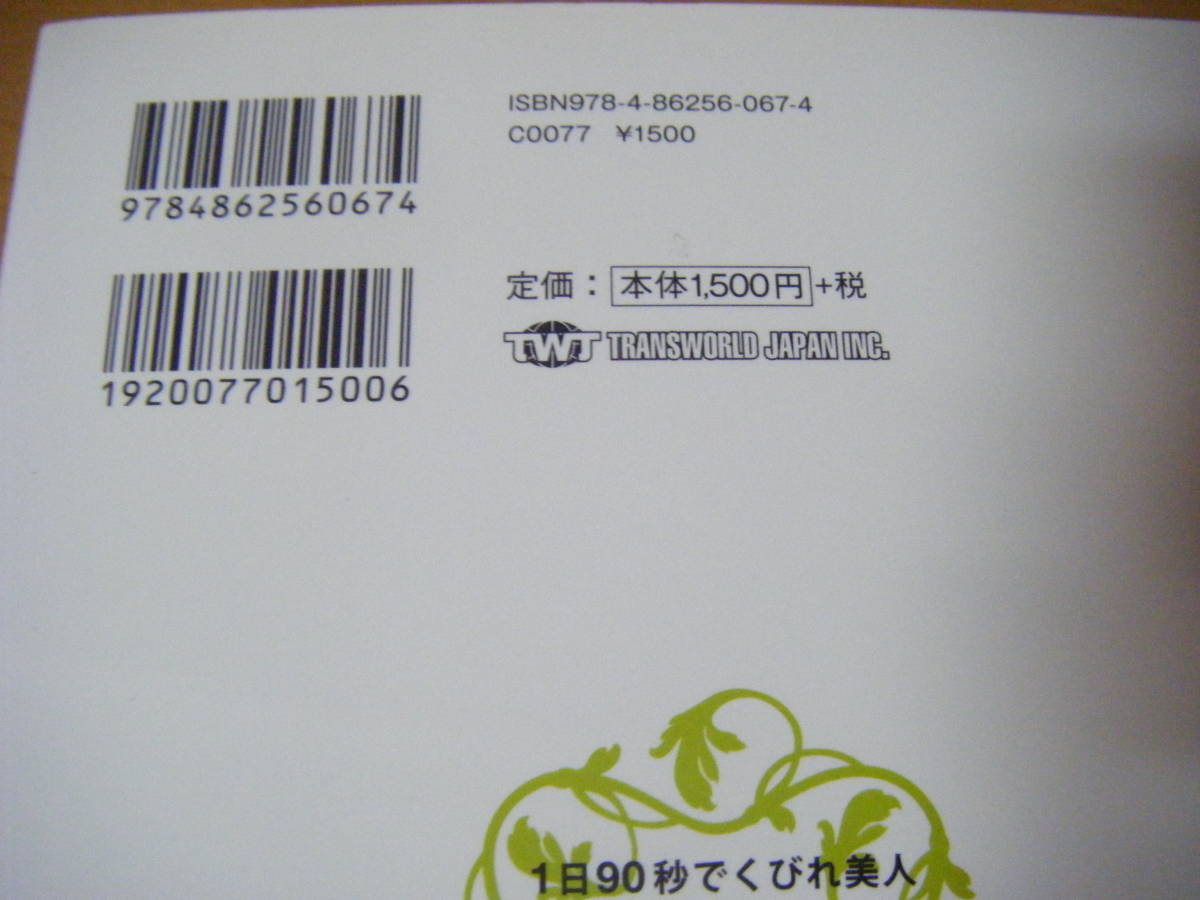 ISBN978-4-86256-067-4
C0077 ¥1500
9784862560674
定価：本体1,500円+税
TWJ TRANSWORLD JAPAN INC.
1920077015006
1日90秒でくびれ美人